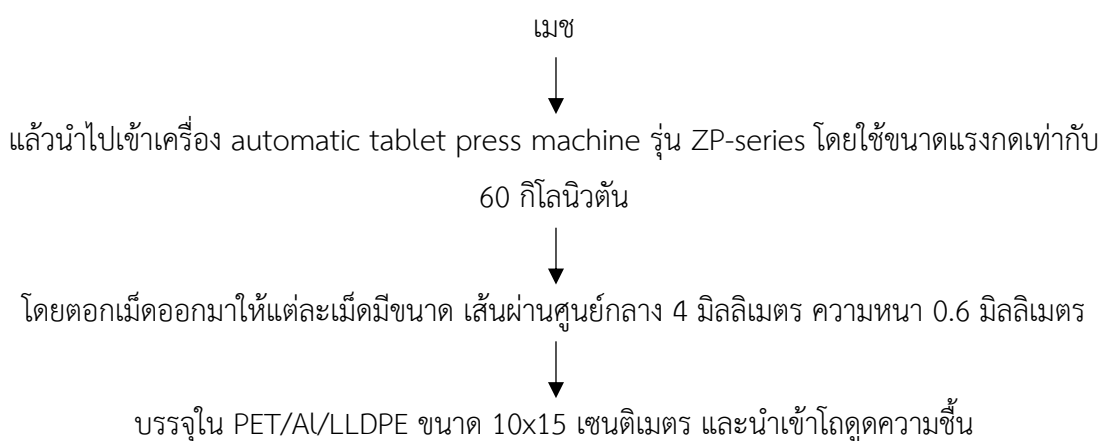 เมช
แล้วนำไปเข้าเครื่อง automatic tablet press machine รุ่น ZP-series โดยใช้ขนาดแรงกดเท่ากับ
60 กิโลนิวตัน
โดยตอกเม็ดออกมาให้แต่ละเม็ดมีขนาด เส้นผ่านศูนย์กลาง 4 มิลลิเมตร ความหนา 0.6 มิลลิเมตร
บรรจุใน PET/Al/LLDPE ขนาด 10x15 เซนติเมตร และนำเข้าโถดูดความชื้น